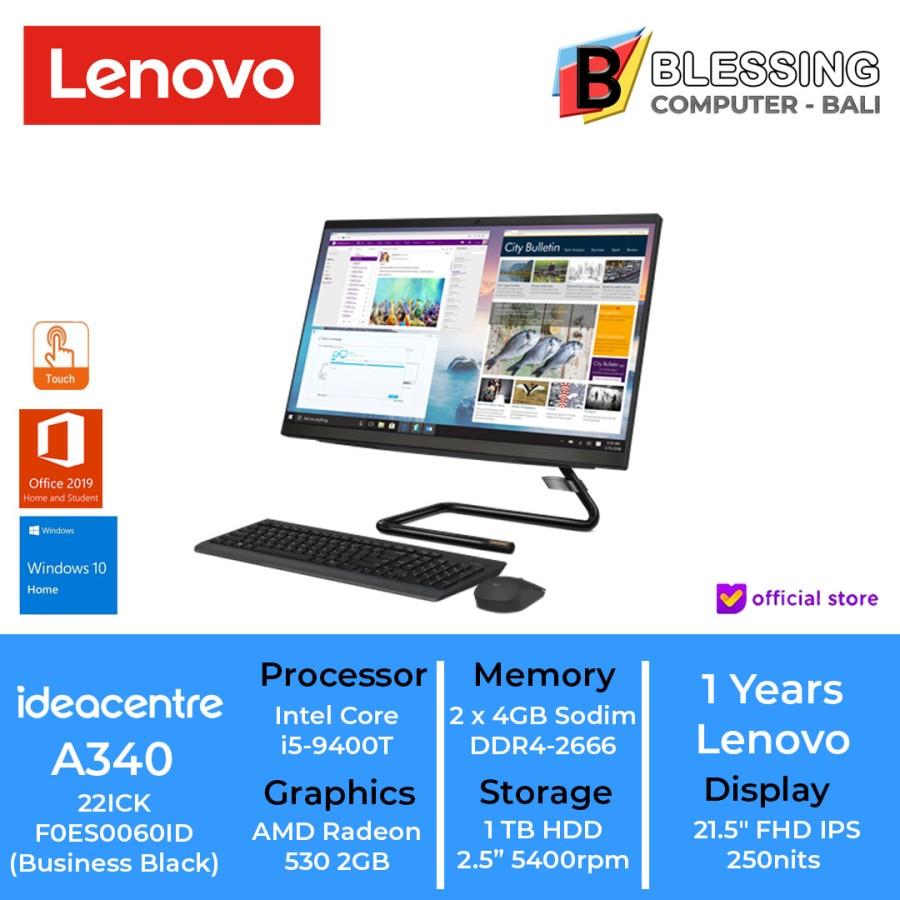 Lenovo
B BLESSING
COMPUTER - BALI
City Bulletin
Touch
Office 2019
Home and Student
Windows
Windows 10
Home
official store
ideacentre
A340
22ICK
F0ES0060ID
(Business Black)
Processor
Intel Core
i5-9400T
Graphics
AMD Radeon
530 2GB
Memory
2 x 4GB Sodim
DDR4-2666
Storage
1 TB HDD
2.5” 5400rpm
1 Years
Lenovo
Display
21.5" FHD IPS
250nits